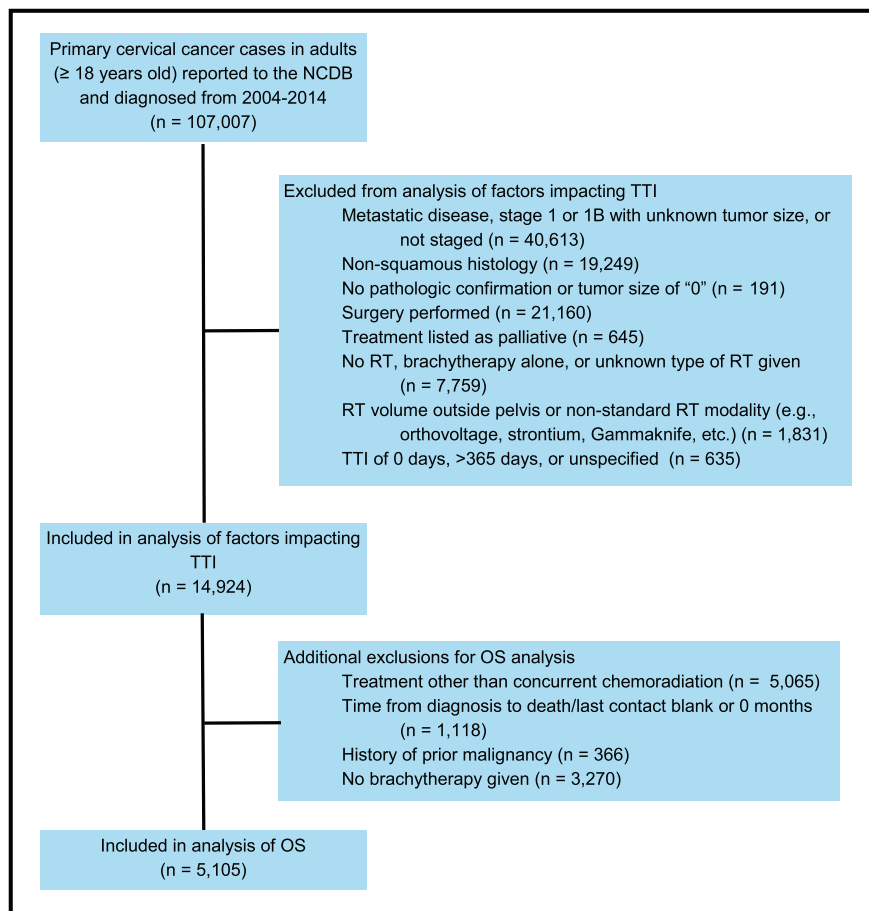 Primary cervical cancer cases in adults
(≥ 18 years old) reported to the NCDB
and diagnosed from 2004-2014
(n = 107,007)
Excluded from analysis of factors impacting TTI
Metastatic disease, stage 1 or 1B with unknown tumor size, or
not staged (n = 40,613)
Non-squamous histology (n = 19,249)
No pathologic confirmation or tumor size of “0” (n = 191)
Surgery performed (n = 21,160)
Treatment listed as palliative (n = 645)
No RT, brachytherapy alone, or unknown type of RT given
(n = 7,759)
RT volume outside pelvis or non-standard RT modality (e.g.,
orthovoltage, strontium, Gammaknife, etc.) (n = 1,831)
TTI of 0 days, >365 days, or unspecified (n = 635)
Included in analysis of factors impacting
TTI
(n = 14,924)
Additional exclusions for OS analysis
Treatment other than concurrent chemoradiation (n = 5,065)
Time from diagnosis to death/last contact blank or 0 months
(n = 1,118)
History of prior malignancy (n = 366)
No brachytherapy given (n = 3,270)
Included in analysis of OS
(n = 5,105)